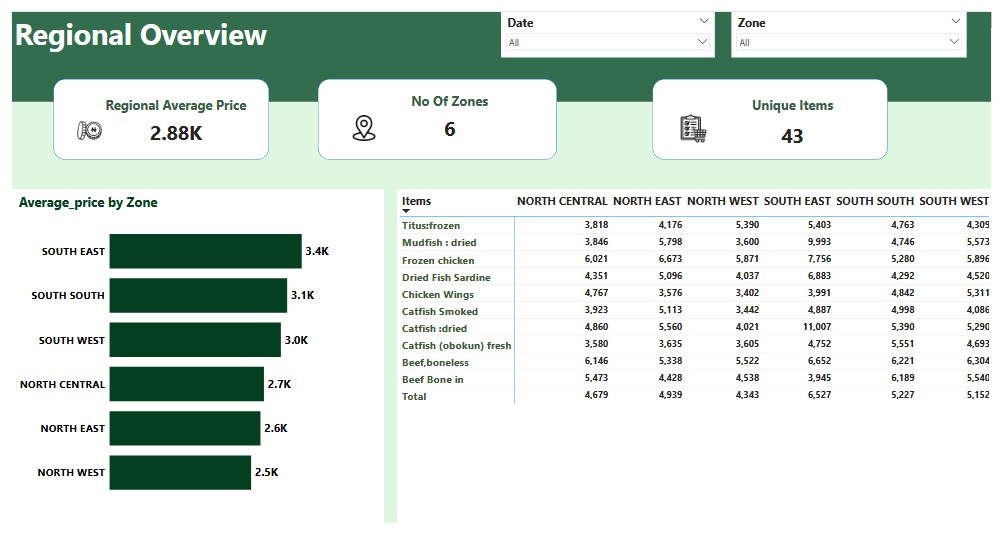 Regional Overview
Date
All
Zone
All
Regional Average Price
2.88K
No Of Zones
6
Unique Items
43
Average_price by Zone
SOUTH EAST 3.4K
SOUTH SOUTH 3.1K
SOUTH WEST 3.0K
NORTH CENTRAL 2.7K
NORTH EAST 2.6K
NORTH WEST 2.5K
Items NORTH CENTRAL NORTH EAST NORTH WEST SOUTH EAST SOUTH SOUTH SOUTH WEST
Titus:frozen 3,818 4,176 5,390 5,403 4,763 4,309
Mudfish : dried 3,846 5,798 3,600 9,993 4,746 5,573
Frozen chicken 6,021 6,673 5,871 7,756 5,280 5,896
Dried Fish Sardine 4,351 5,096 4,037 6,883 4,292 4,520
Chicken Wings 4,767 3,576 3,402 3,991 4,842 5,311
Catfish Smoked 3,923 5,113 3,442 4,887 4,998 4,086
Catfish :dried 4,860 5,560 4,021 11,007 5,390 5,290
Catfish (obokun) fresh 3,580 3,635 3,605 4,752 5,551 4,693
Beef,boneless 6,146 5,338 5,522 6,652 6,221 6,304
Beef Bone in 5,473 4,428 4,538 3,945 6,189 5,540
Total 4,679 4,939 4,343 6,527 5,227 5,152